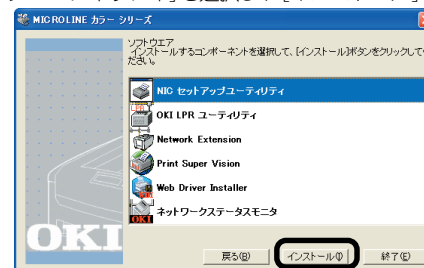 MICROLINE カラー シリーズ
ソフトウエア
インストールするコンポーネントを選択して、[インストール]ボタンをクリックしてく
ださい。
NIC セットアップユーティリティ
OKI LPR ユーティリティ
Network Extension
Print Super Vision
Web Driver Installer
ネットワークステータスモニタ
OKI
戻る(B) インストール(I) 終了(E)